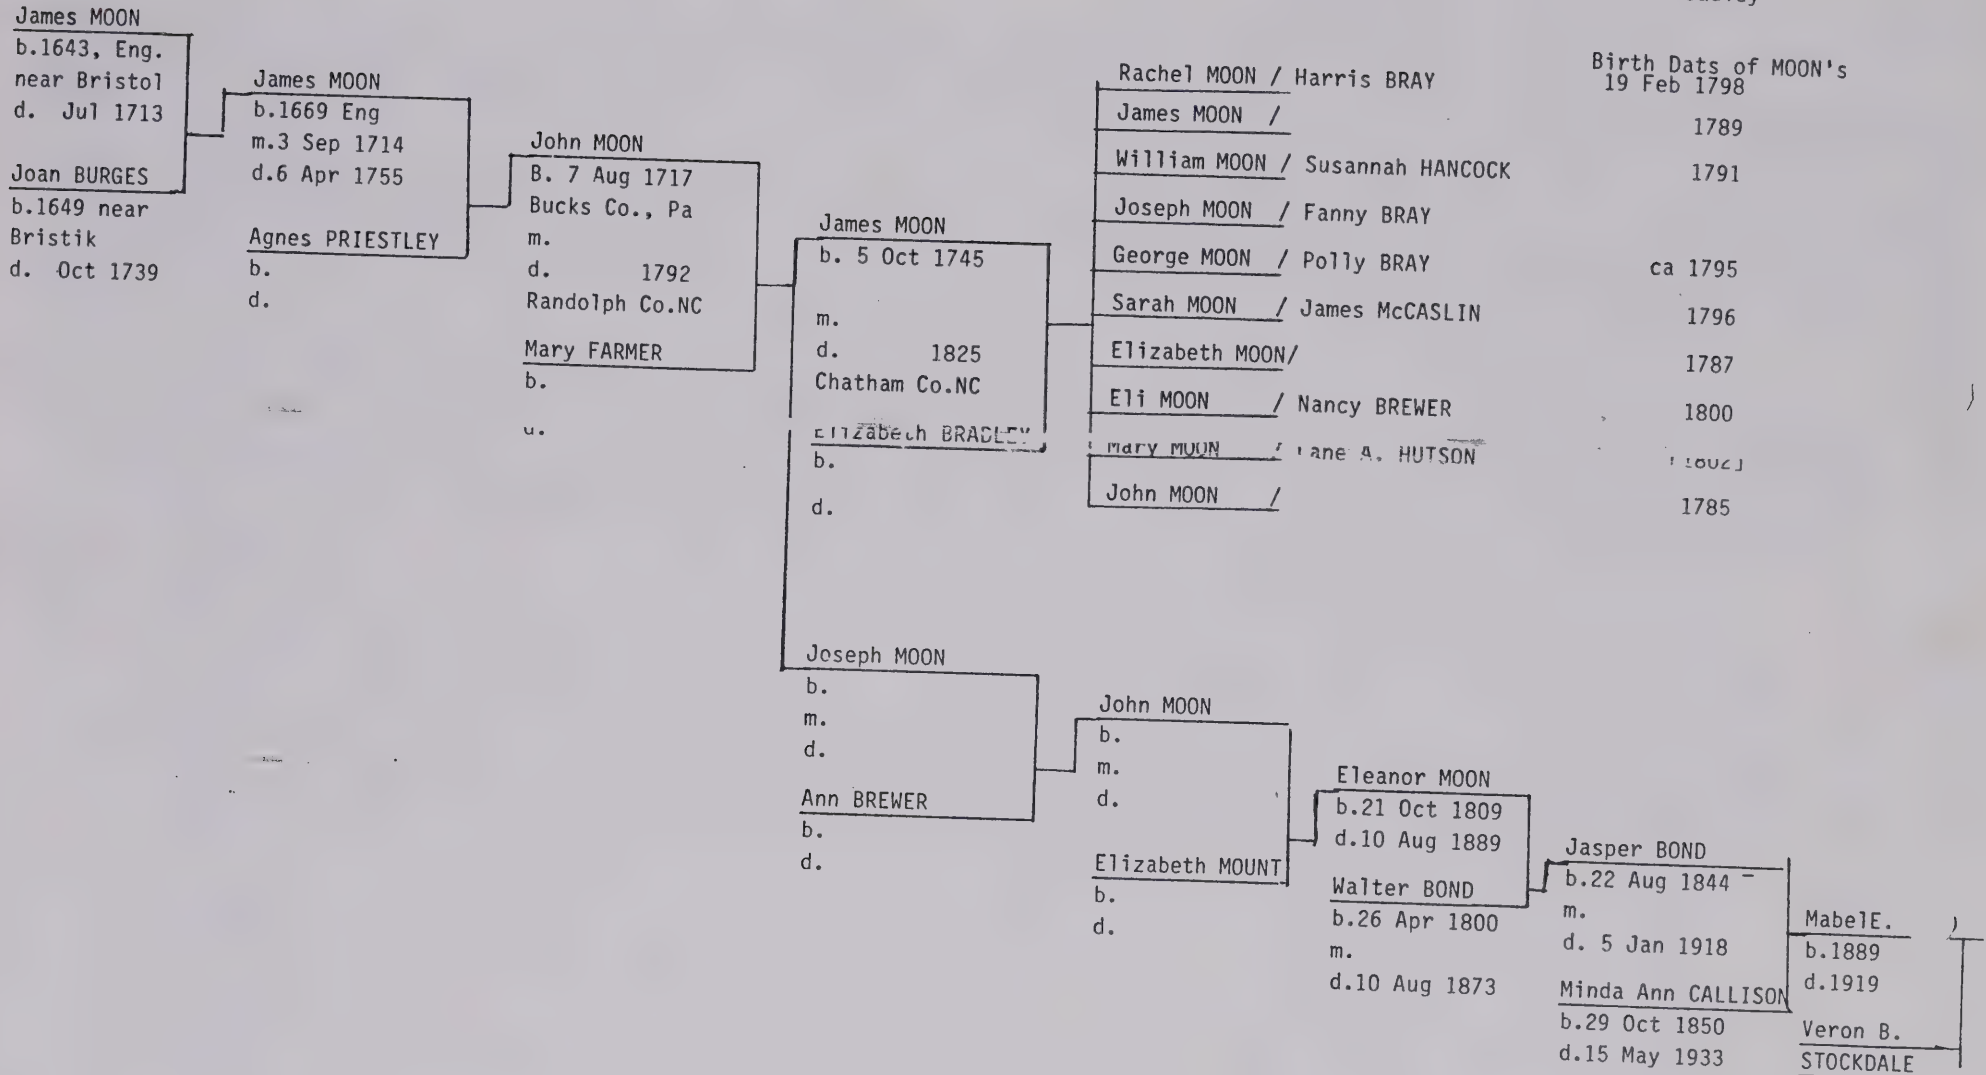 James MOON
b.1643, Eng.
near Bristol
d. Jul 1713
Joan BURGES
b.1649 near
Bristik
d. Oct 1739
James MOON
b.1669 Eng
m.3 Sep 1714
d.6 Apr 1755
Agnes PRIESTLEY
b.
d.
John MOON
B. 7 Aug 1717
Bucks Co., Pa
m.
d. 1792
Randolph Co.NC
Mary FARMER
b.
James MOON
b. 5 Oct 1745
m.
d. 1825
Chatham Co.NC
Elizabeth BRADLEY
b.
d.
Birth Dats of MOON's
Rachel MOON / Harris BRAY 19 Feb 1798
James MOON / 1789
William MOON / Susannah HANCOCK 1791
Joseph MOON / Fanny BRAY
George MOON / Polly BRAY ca 1795
Sarah MOON / James McCASLIN 1796
Elizabeth MOON/ 1787
Eli MOON / Nancy BREWER 1800
Mary MOON / A. HUTSON
John MOON / 1785
Joseph MOON
b.
m.
d.
Ann BREWER
b.
d.
John MOON
b.
m.
d.
Elizabeth MOUNT
b.
d.
Eleanor MOON
b.21 Oct 1809
d.10 Aug 1889
Walter BOND
b.26 Apr 1800
m.
d.10 Aug 1873
Jasper BOND
b.22 Aug 1844
m.
d. 5 Jan 1918
Minda Ann CALLISON
b.29 Oct 1850
d.15 May 1933
MabelE.
b.1889
d.1919
Veron B.
STOCKDALE